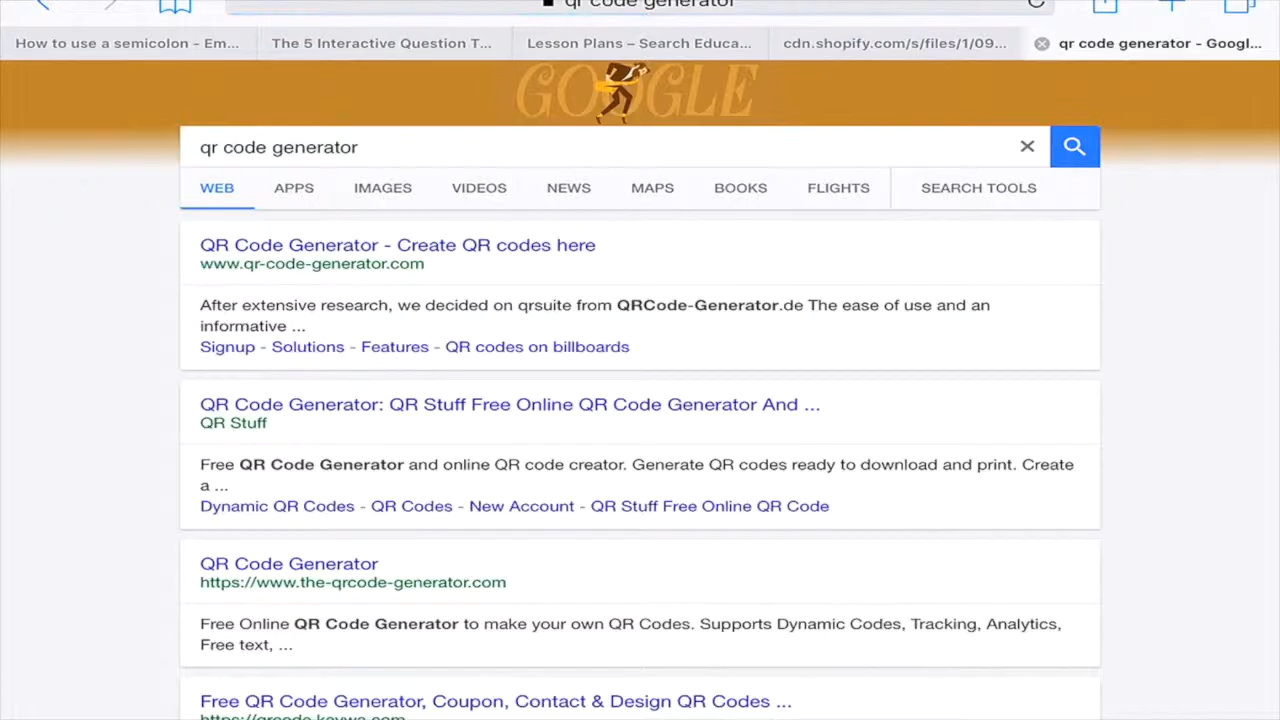 qr code generator
How to use a semicolon - Em...
The 5 Interactive Question T...
Lesson Plans – Search Educa...
cdn.shopify.com/s/files/1/09...
qr code generator - Googl...
GOOGLE
qr code generator
WEB
APPS
IMAGES
VIDEOS
NEWS
MAPS
BOOKS
FLIGHTS
SEARCH TOOLS
QR Code Generator - Create QR codes here
www.qr-code-generator.com
After extensive research, we decided on qrsuite from QRCode-Generator.de The ease of use and an
informative ...
Signup - Solutions - Features - QR codes on billboards
QR Code Generator: QR Stuff Free Online QR Code Generator And ...
QR Stuff
Free QR Code Generator and online QR code creator. Generate QR codes ready to download and print. Create
a ...
Dynamic QR Codes - QR Codes - New Account - QR Stuff Free Online QR Code
QR Code Generator
https://www.the-qrcode-generator.com
Free Online QR Code Generator to make your own QR Codes. Supports Dynamic Codes, Tracking, Analytics,
Free text, ...
Free QR Code Generator, Coupon, Contact & Design QR Codes ...
https://qrcode.kaywa.com